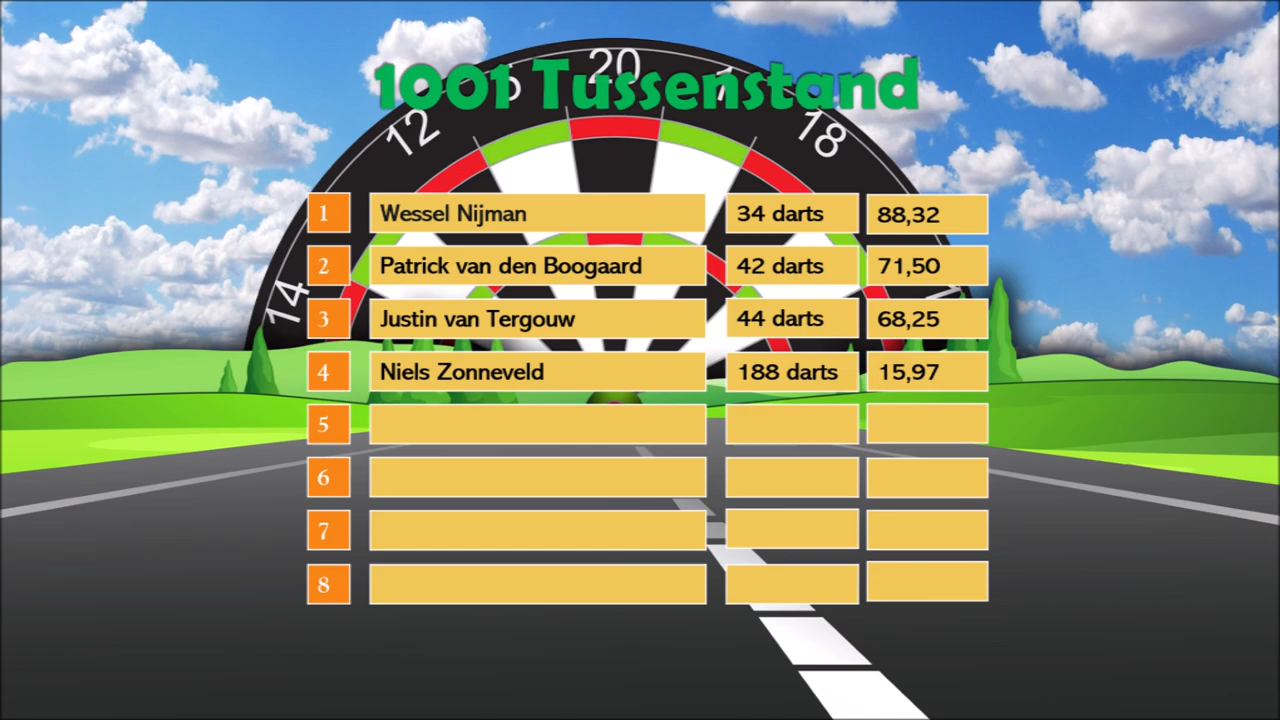 1001 Tussenstand
20
12
18
14
1 Wessel Nijman 34 darts 88,32
2 Patrick van den Boogaard 42 darts 71,50
3 Justin van Tergouw 44 darts 68,25
4 Niels Zonneveld 188 darts 15,97
5
6
7
8